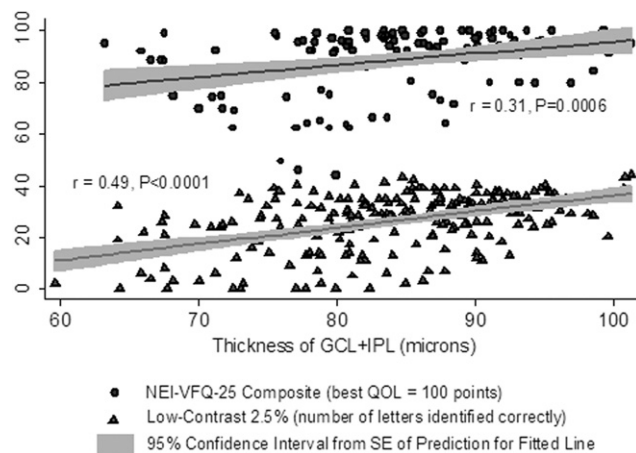 100
80
60
40
20
0
r = 0.31, P=0.0006
r = 0.49, P<0.0001
60 70 80 90 100
Thickness of GCL+IPL (microns)
NEI-VFQ-25 Composite (best QOL = 100 points)
Low-Contrast 2.5% (number of letters identified correctly)
95% Confidence Interval from SE of Prediction for Fitted Line